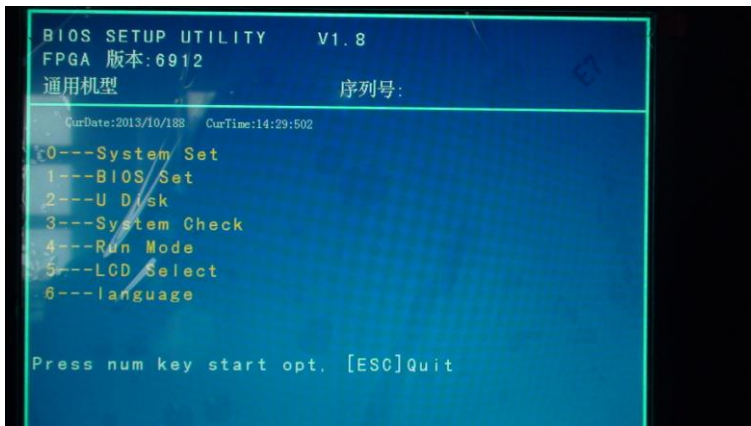 BIOS SETUP UTILITY V1.8
FPGA 版本:6912
通用机型 序列号:
CurDate:2013/10/188 CurTime:14:29:502
0---System Set
1---BIOS Set
2---U Disk
3---System Check
4---Run Mode
5---LCD Select
6---language
Press num key start opt, [ESC]Quit